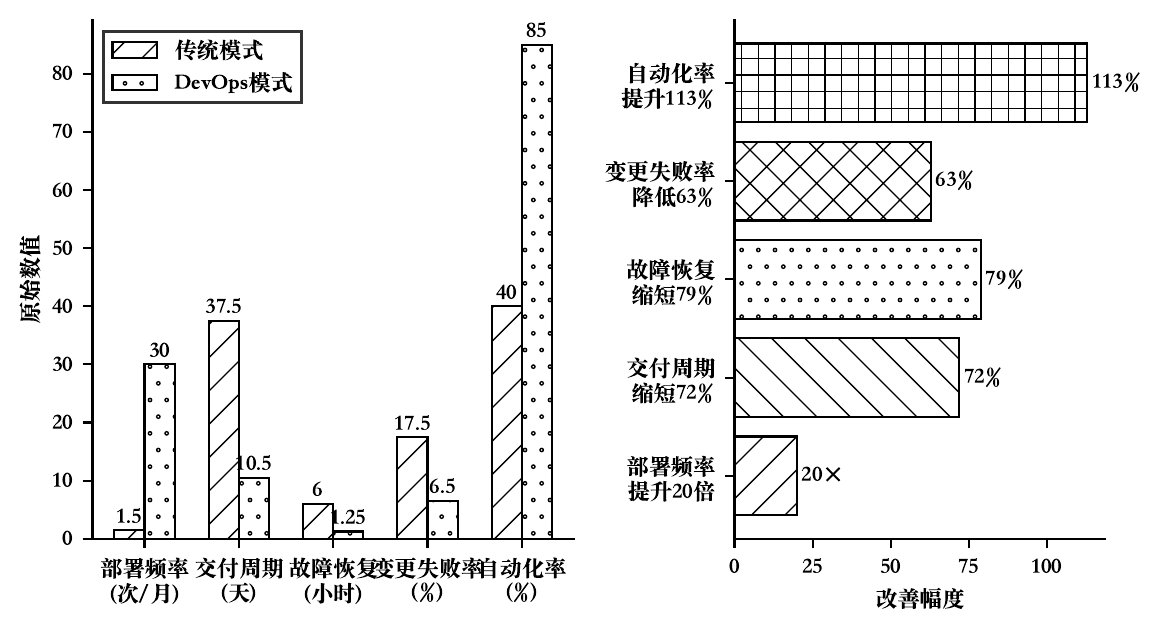 传统模式
DevOps模式
原始数值
80
70
60
50
40
30
20
10
0
1.5
30
37.5
10.5
6
1.25
17.5
6.5
40
85
部署频率
(次/月)
交付周期
(天)
故障恢复
(小时)
变更失败率
(%)
自动化率
(%)
自动化率
提升113%
113%
变更失败率
降低63%
63%
故障恢复
缩短79%
79%
交付周期
缩短72%
72%
部署频率
提升20倍
20×
0
25
50
75
100
改善幅度